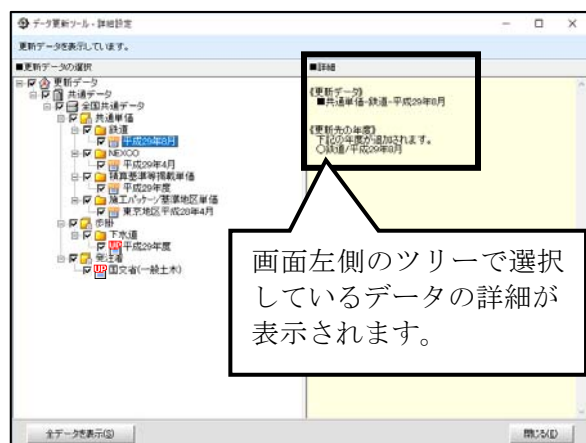 データ更新ツール - 詳細設定
更新データを表示しています。
■更新データの選択
更新データ
共通データ
全国共通データ
共通単価
鉄道
平成29年8月
NEXCO
平成29年4月
積算基準等掲載単価
平成29年度
施工パッケージ基準地区単価
東京地区平成28年4月
歩掛
下水道
UP 平成29年度
発注者
UP 国交省(一般土木)
■詳細
《更新データ》
■共通単価-鉄道-平成29年8月
《更新先の年度》
下記の年度が追加されます。
○鉄道/平成29年8月
画面左側のツリーで選択
しているデータの詳細が
表示されます。
全データを表示(S)
閉じる(D)